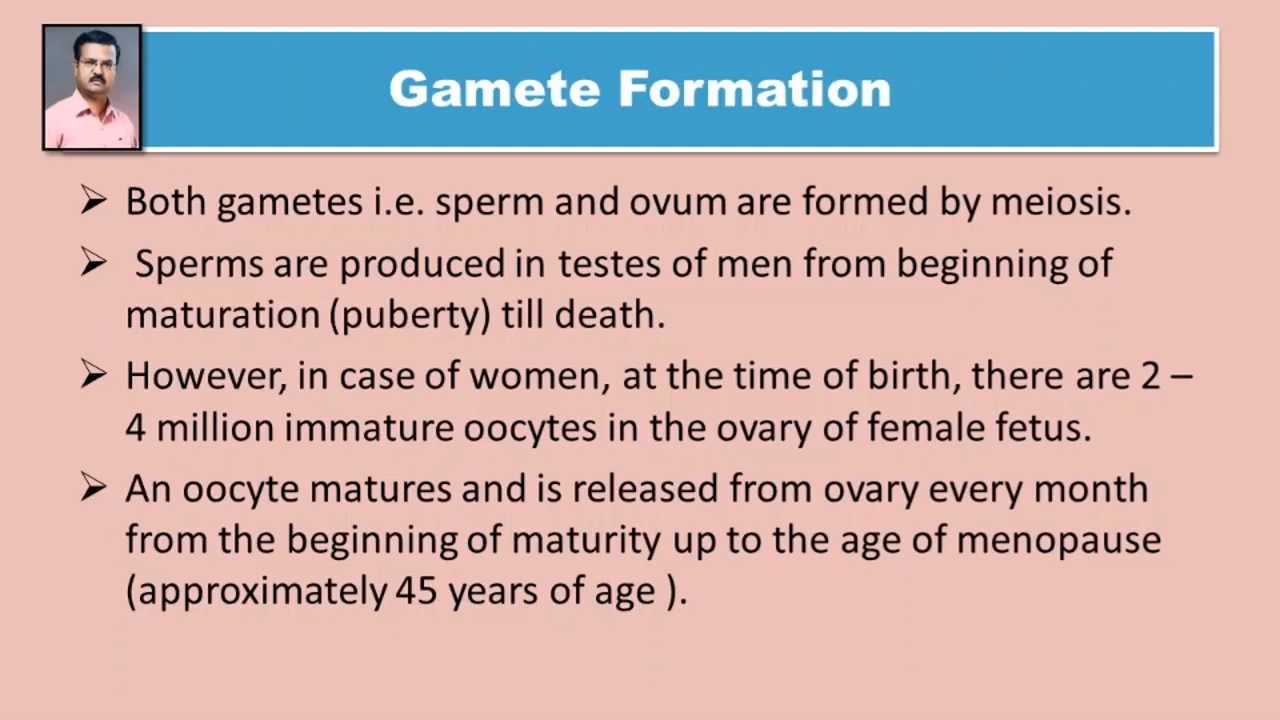 Gamete Formation
➢ Both gametes i.e. sperm and ovum are formed by meiosis.
➢ Sperms are produced in testes of men from beginning of
maturation (puberty) till death.
➢ However, in case of women, at the time of birth, there are 2 –
4 million immature oocytes in the ovary of female fetus.
➢ An oocyte matures and is released from ovary every month
from the beginning of maturity up to the age of menopause
(approximately 45 years of age ).